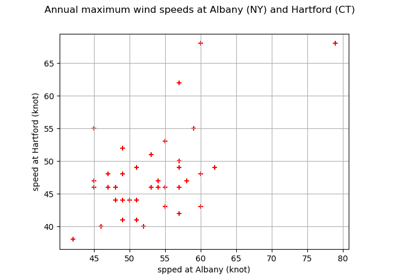 Annual maximum wind speeds at Albany (NY) and Hartford (CT)
65
60
55
50
45
40
speed at Hartford (knot)
45 50 55 60 65 70 75 80
spped at Albany (knot)